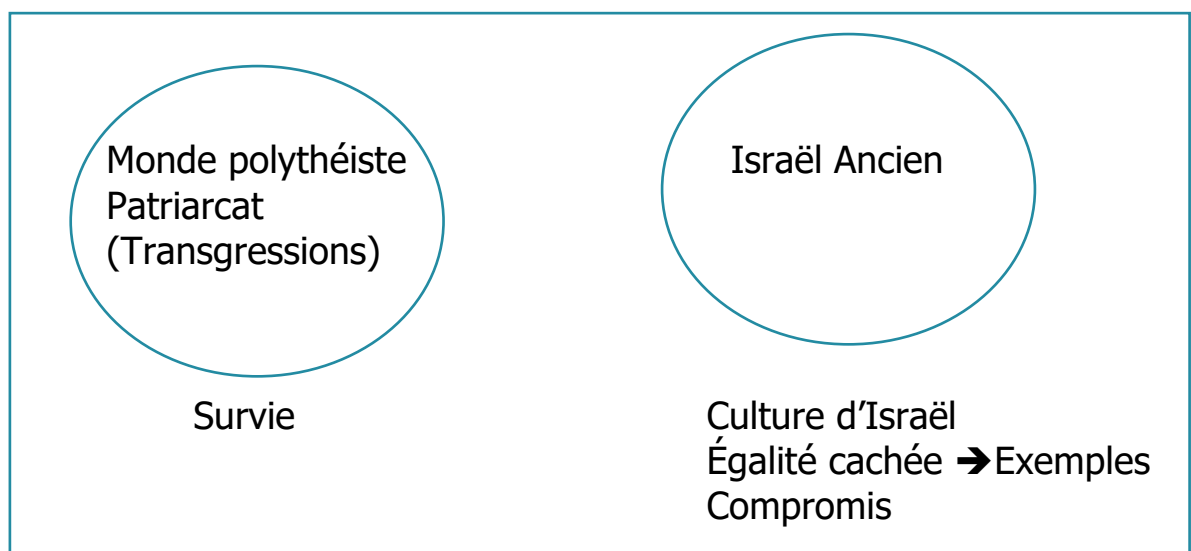 Monde polythéiste
Patriarcat
(Transgressions)
Survie
Israël Ancien
Culture d’Israël
Égalité cachée ➔Exemples
Compromis